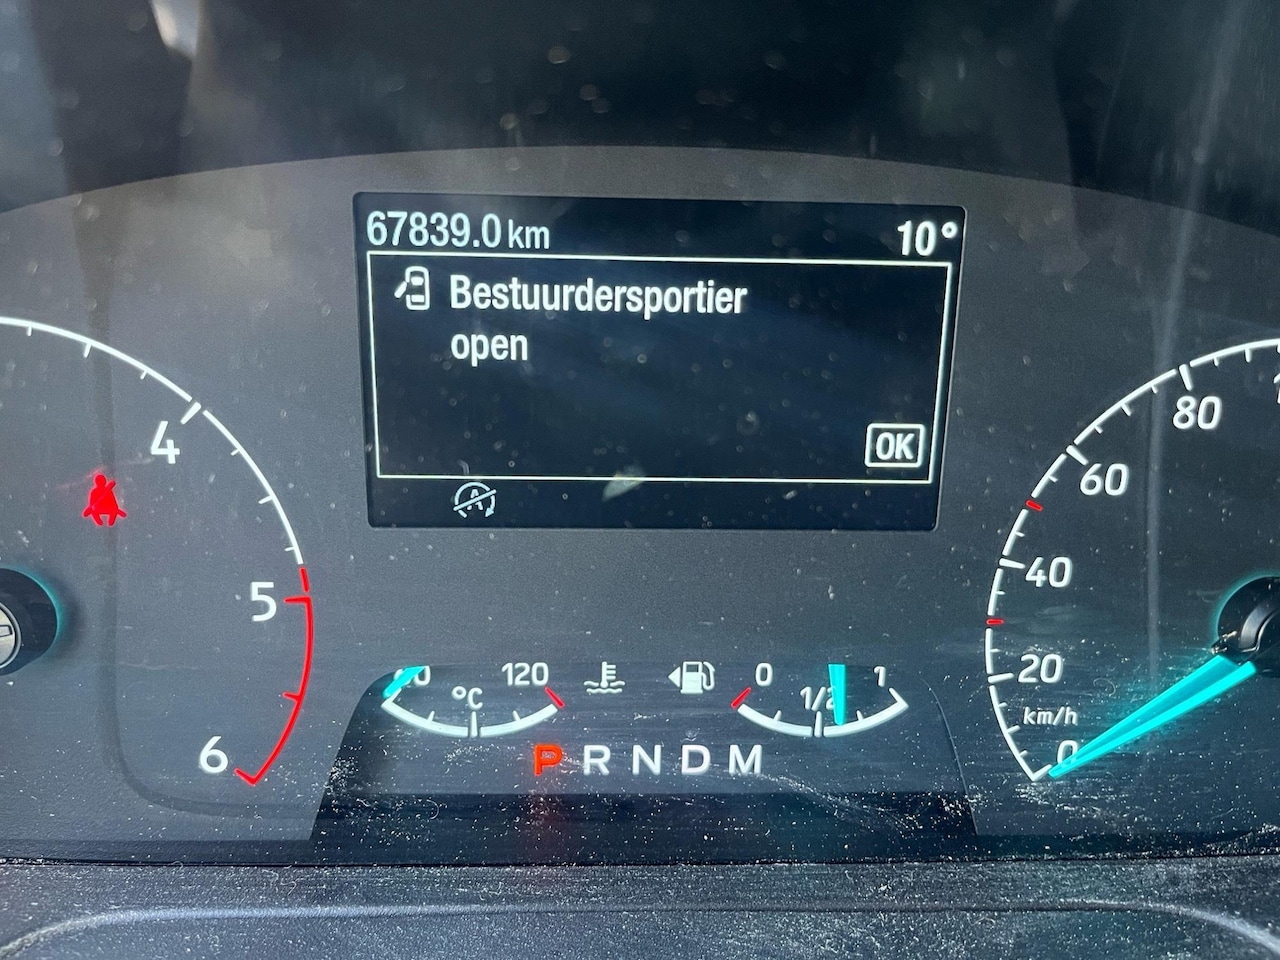 67839.0 km 10°
Bestuurdersportier
open
OK
A
4
5
6
80
60
40
20
km/h
0
120
°C
0 1/2 1
P R N D M